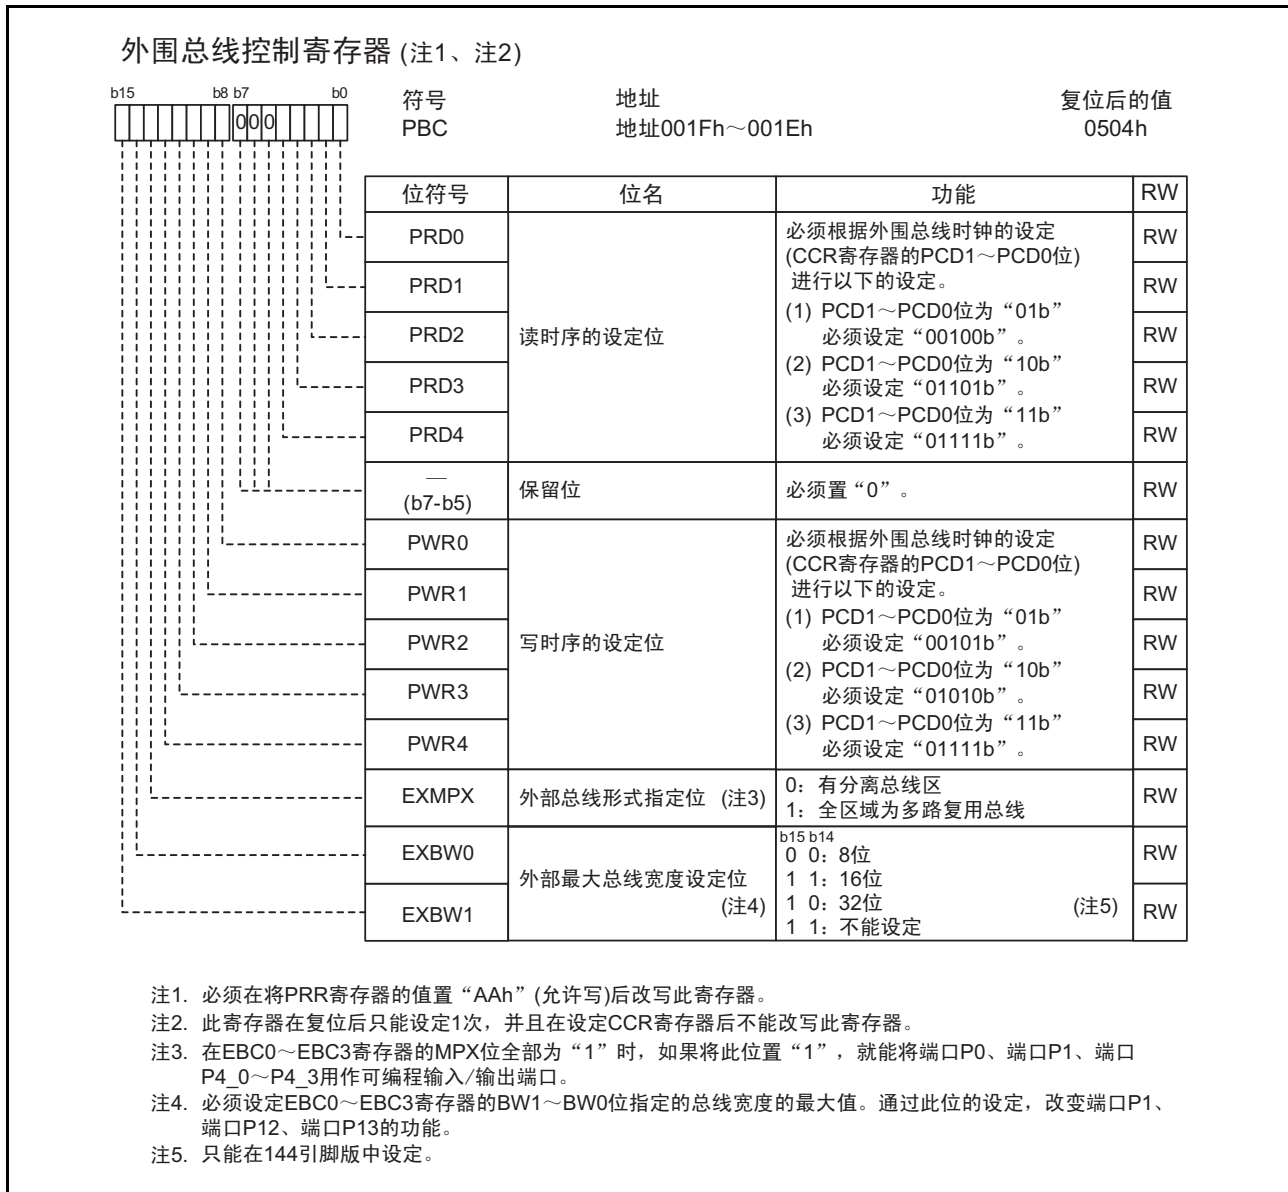 外围总线控制寄存器 (注1、注2)
b15 b8 b7 b0
0 0 0
符号 地址 复位后的值
PBC 地址001Fh～001Eh 0504h
位符号 位名 功能 RW
PRD0 RW
PRD1 RW
PRD2 RW
PRD3 RW
PRD4 RW
读时序的设定位
必须根据外围总线时钟的设定
(CCR寄存器的PCD1～PCD0位)
进行以下的设定。
(1) PCD1～PCD0位为“01b”
必须设定“00100b”。
(2) PCD1～PCD0位为“10b”
必须设定“01101b”。
(3) PCD1～PCD0位为“11b”
必须设定“01111b”。
—
(b7-b5) 保留位 必须置“0”。 RW
PWR0 RW
PWR1 RW
PWR2 RW
PWR3 RW
PWR4 RW
写时序的设定位
必须根据外围总线时钟的设定
(CCR寄存器的PCD1～PCD0位)
进行以下的设定。
(1) PCD1～PCD0位为“01b”
必须设定“00101b”。
(2) PCD1～PCD0位为“10b”
必须设定“01010b”。
(3) PCD1～PCD0位为“11b”
必须设定“01111b”。
EXMPX 外部总线形式指定位 (注3) RW
0：有分离总线区
1：全区域为多路复用总线
EXBW0 RW
EXBW1 RW
外部最大总线宽度设定位
(注4)
b15 b14
0 0：8位
1 1：16位
1 0：32位 (注5)
1 1：不能设定
注1. 必须在将PRR寄存器的值置“AAh”(允许写)后改写此寄存器。
注2. 此寄存器在复位后只能设定1次，并且在设定CCR寄存器后不能改写此寄存器。
注3. 在EBC0～EBC3寄存器的MPX位全部为“1”时，如果将此位置“1”，就能将端口P0、端口P1、端口
P4_0～P4_3用作可编程输入/输出端口。
注4. 必须设定EBC0～EBC3寄存器的BW1～BW0位指定的总线宽度的最大值。通过此位的设定，改变端口P1、
端口P12、端口P13的功能。
注5. 只能在144引脚版中设定。